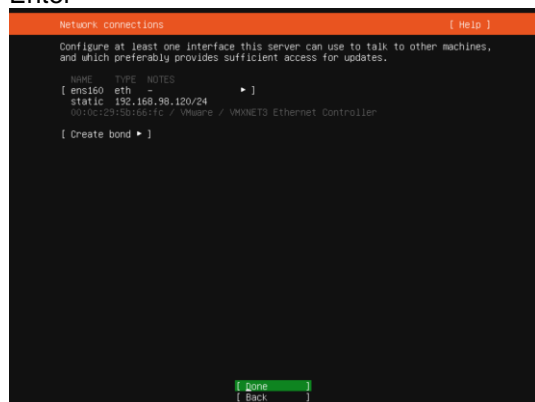 Enter
Network connections [ Help ]
Configure at least one interface this server can use to talk to other machines,
and which preferably provides sufficient access for updates.
NAME TYPE NOTES
[ ens160 eth - ▸ ]
static 192.168.98.120/24
00:0c:29:5b:66:fc / VMware / VMXNET3 Ethernet Controller
[ Create bond ▸ ]
[ Done ]
[ Back ]